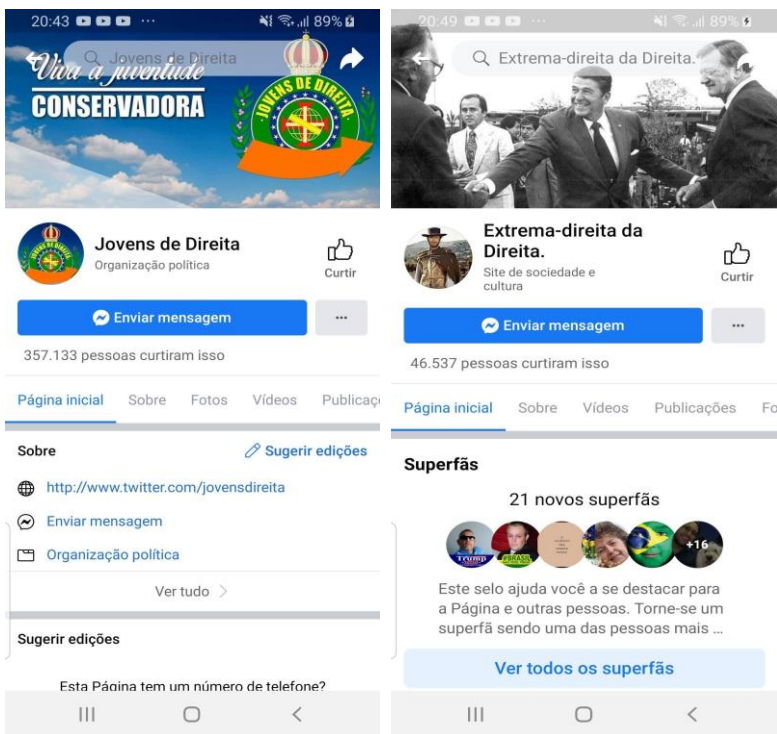 20:43 ··· 89%
Jovens de Direita
Viva a juventude
CONSERVADORA
JOVENS DE DIREITA
Jovens de Direita
Organização política
Curtir
Enviar mensagem
357.133 pessoas curtiram isso
Página inicial Sobre Fotos Vídeos Publicaç
Sobre
Sugerir edições
http://www.twitter.com/jovensdireita
Enviar mensagem
Organização política
Ver tudo
Sugerir edições
Esta Página tem um número de telefone?
20:49 ··· 89%
Extrema-direita da Direita.
Extrema-direita da
Direita.
Site de sociedade e
cultura
Curtir
Enviar mensagem
46.537 pessoas curtiram isso
Página inicial Sobre Vídeos Publicações Fo
Superfãs
21 novos superfãs
TRUMP
#BRASIL
+16
Este selo ajuda você a se destacar para
a Página e outras pessoas. Torne-se um
superfã sendo uma das pessoas mais ...
Ver todos os superfãs